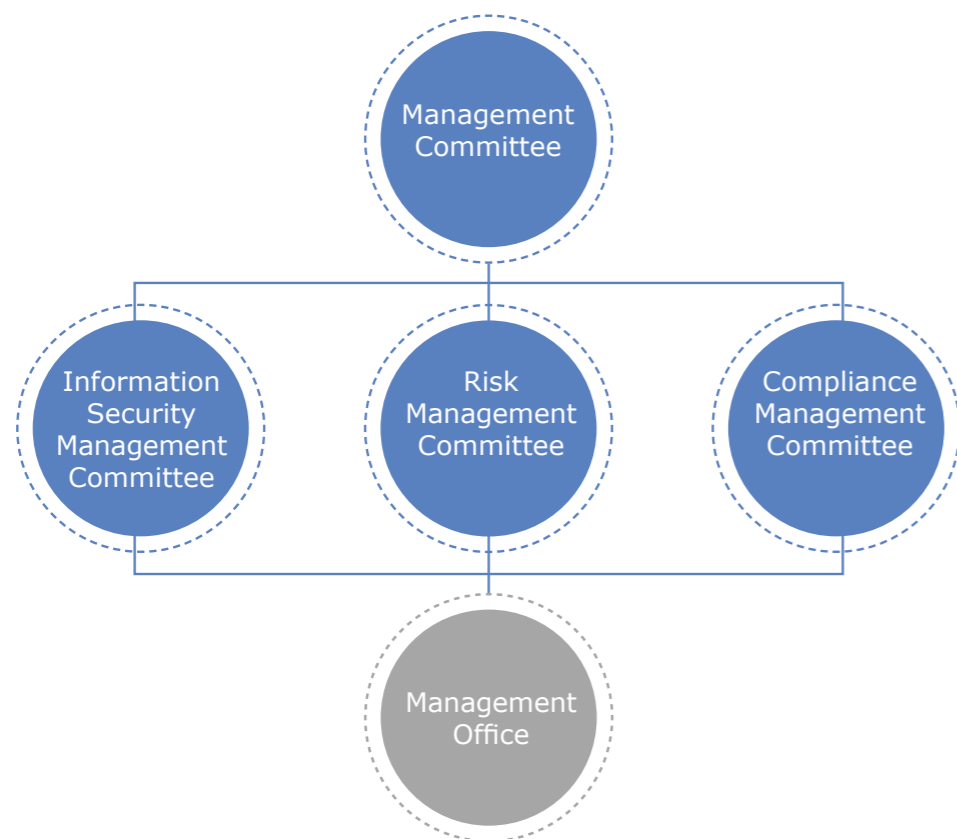 Management
Committee
Information
Security
Management
Committee
Risk
Management
Committee
Compliance
Management
Committee
Management
Office